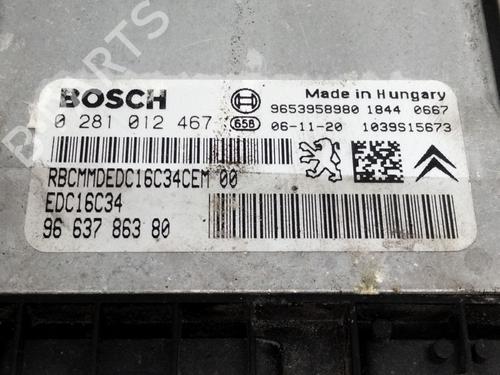 BOSCH
Made in Hungary
9653958980 1844 0667
0 281 012 467
65B
06-11-20 1039S15673
RBCMMDEDC16C34CEM 00
EDC16C34
96 637 863 80